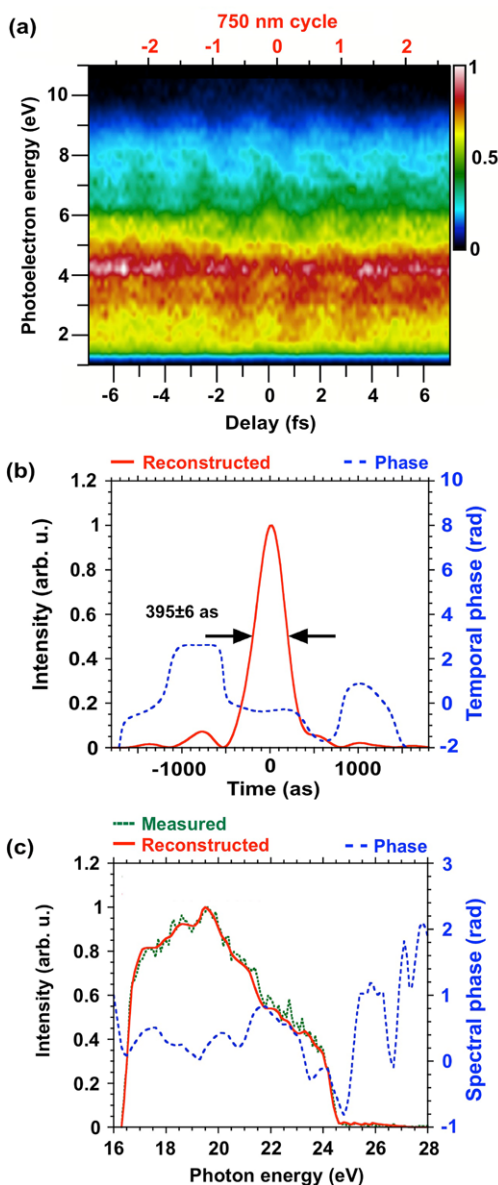 (a)
750 nm cycle
-2 -1 0 1 2
Photoelectron energy (eV)
10
8
6
4
2
1
0.5
0
-6 -4 -2 0 2 4 6
Delay (fs)
(b)
Reconstructed
Phase
Intensity (arb. u.)
1.2
1
0.8
0.6
0.4
0.2
0
395±6 as
10
8
6
4
2
0
-2
Temporal phase (rad)
-1000 0 1000
Time (as)
(c)
Measured
Reconstructed
Phase
Intensity (arb. u.)
1.2
1
0.8
0.6
0.4
0.2
0
3
2
1
0
-1
Spectral phase (rad)
16 18 20 22 24 26 28
Photon energy (eV)